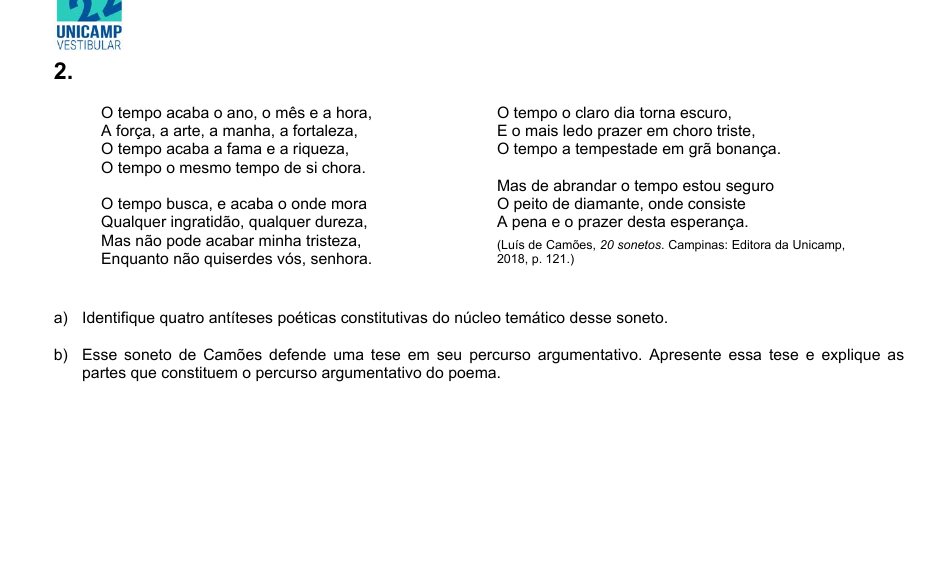 UNICAMP
VESTIBULAR
2.
O tempo acaba o ano, o mês e a hora,
A força, a arte, a manha, a fortaleza,
O tempo acaba a fama e a riqueza,
O tempo o mesmo tempo de si chora.
O tempo busca, e acaba o onde mora
Qualquer ingratidão, qualquer dureza,
Mas não pode acabar minha tristeza,
Enquanto não quiserdes vós, senhora.
O tempo o claro dia torna escuro,
E o mais ledo prazer em choro triste,
O tempo a tempestade em grã bonança.
Mas de abrandar o tempo estou seguro
O peito de diamante, onde consiste
A pena e o prazer desta esperança.
(Luís de Camões, 20 sonetos. Campinas: Editora da Unicamp,
2018, p. 121.)
a) Identifique quatro antíteses poéticas constitutivas do núcleo temático desse soneto.
b) Esse soneto de Camões defende uma tese em seu percurso argumentativo. Apresente essa tese e explique as
partes que constituem o percurso argumentativo do poema.